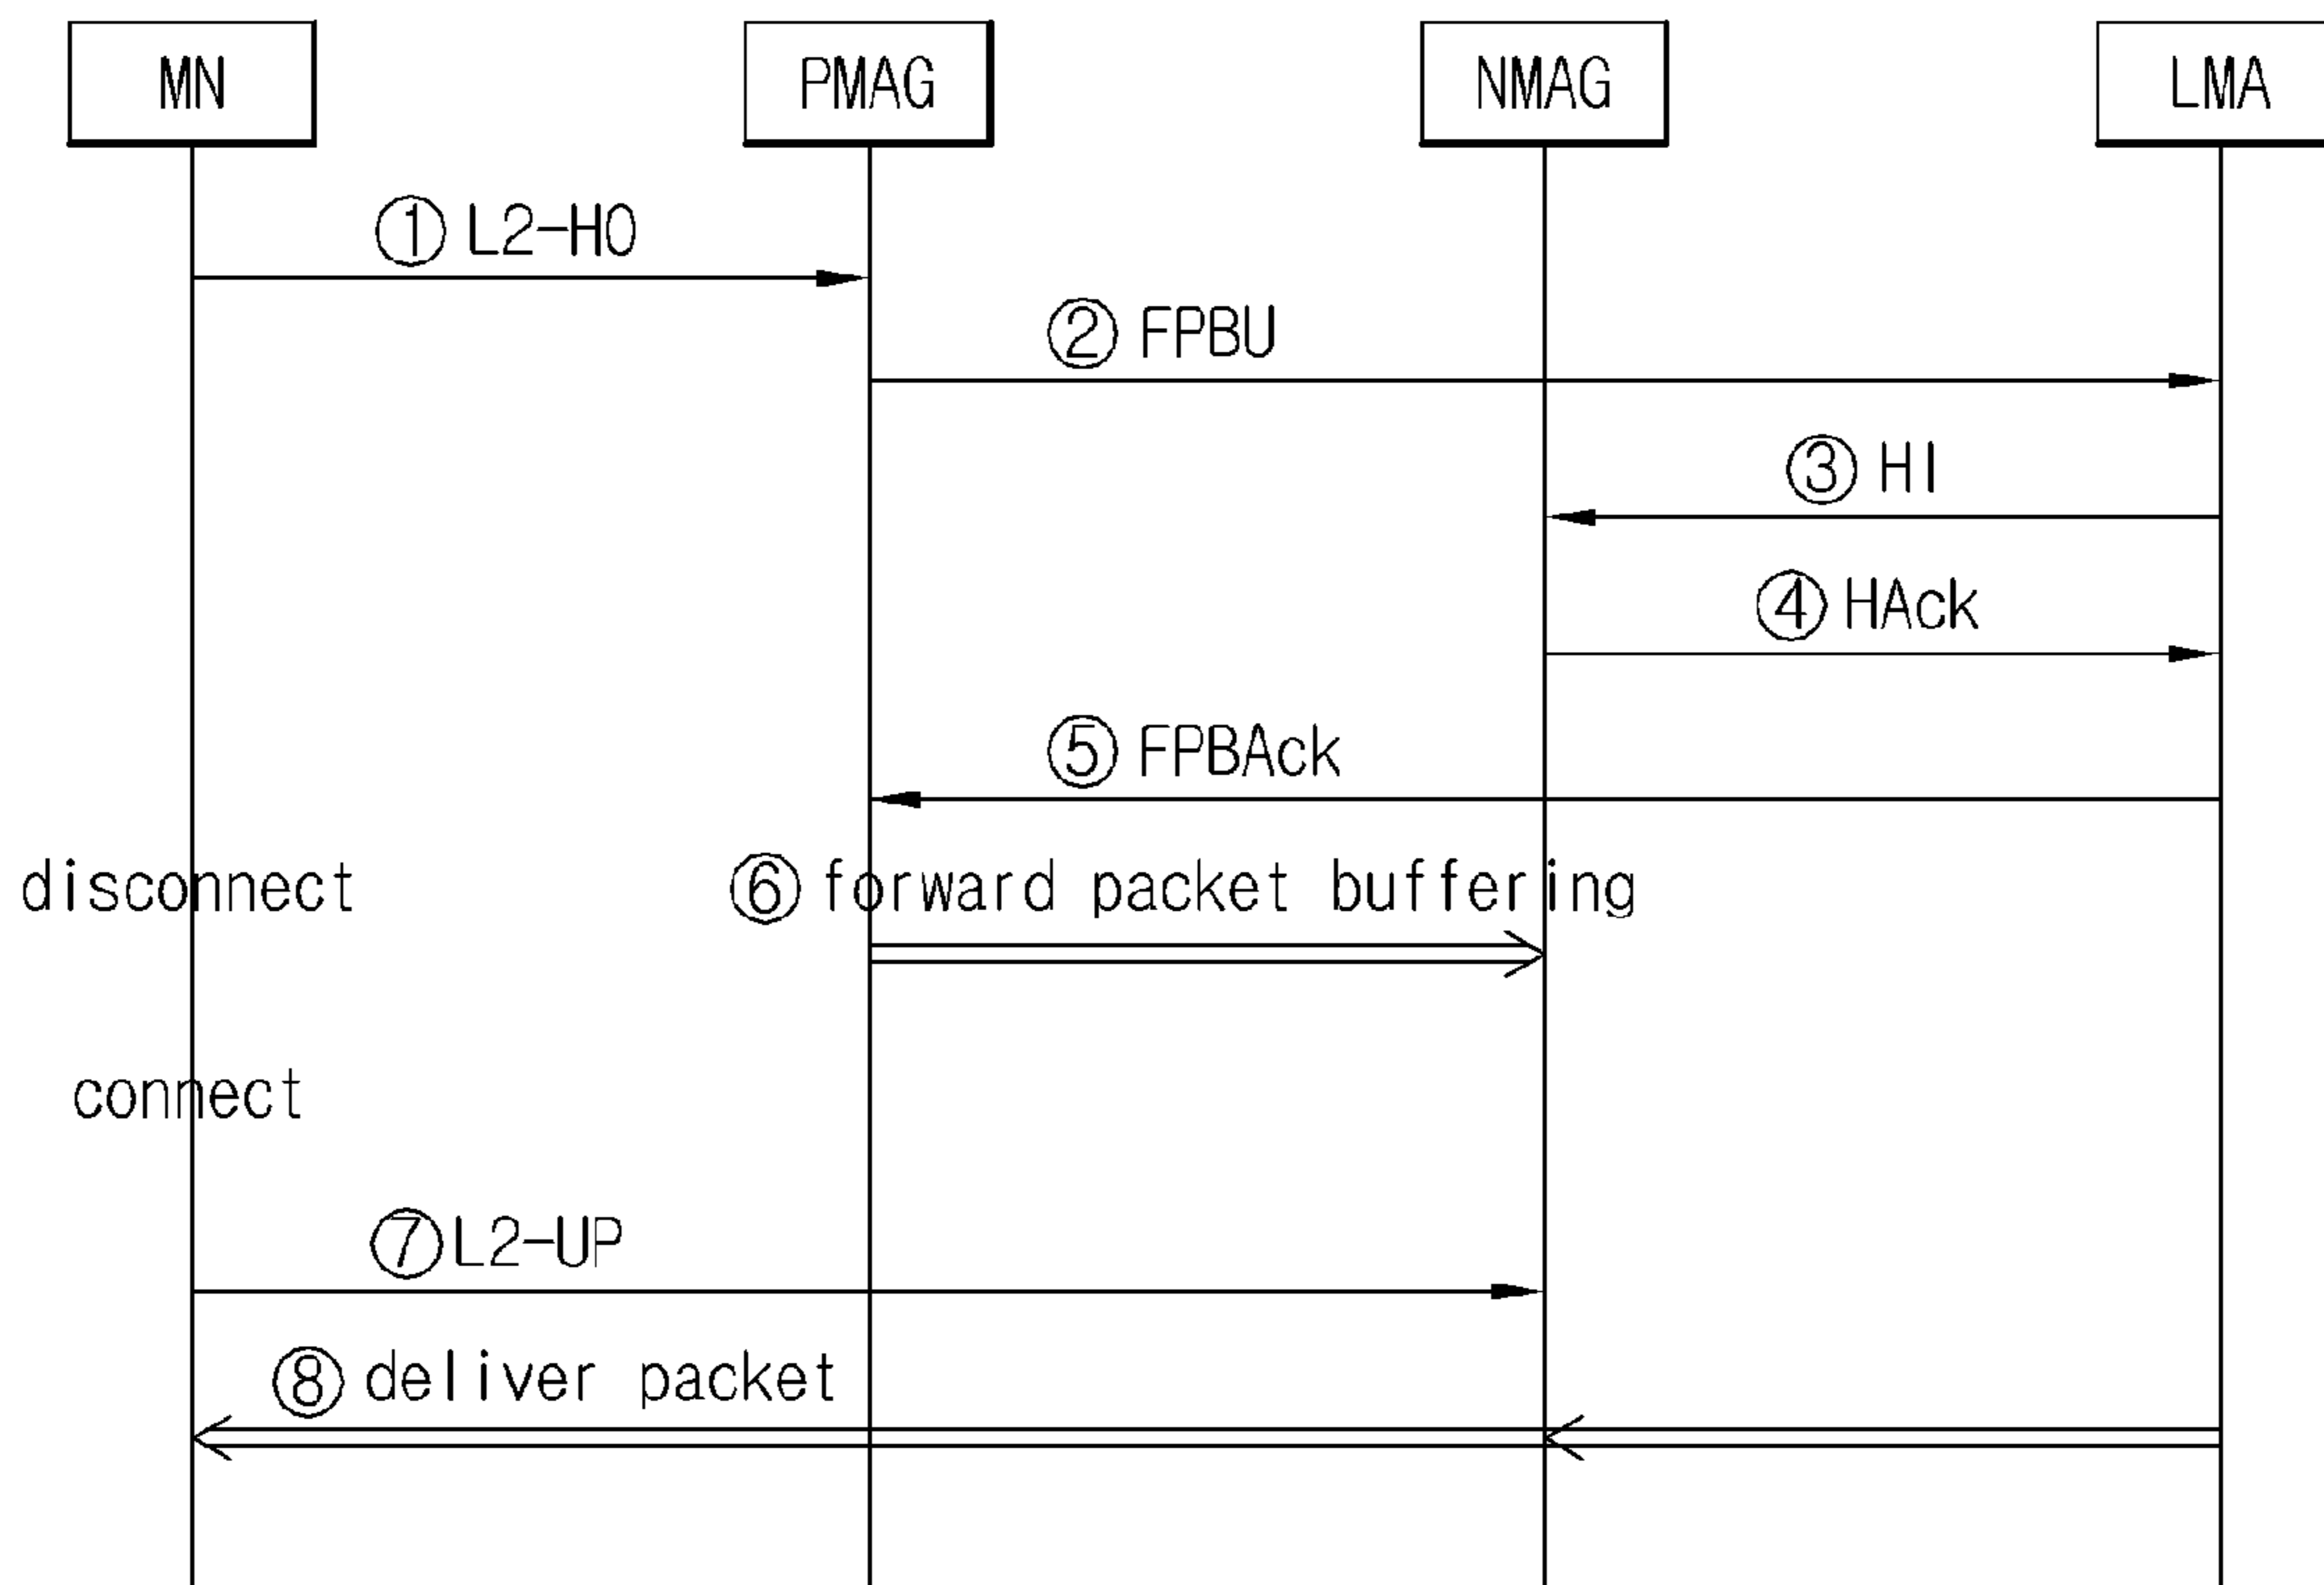 MN PMAG NMAG LMA
① L2-HO
② FPBU
③ HI
④ HAck
⑤ FPBAck
disconnect
⑥ forward packet buffering
connect
⑦ L2-UP
⑧ deliver packet